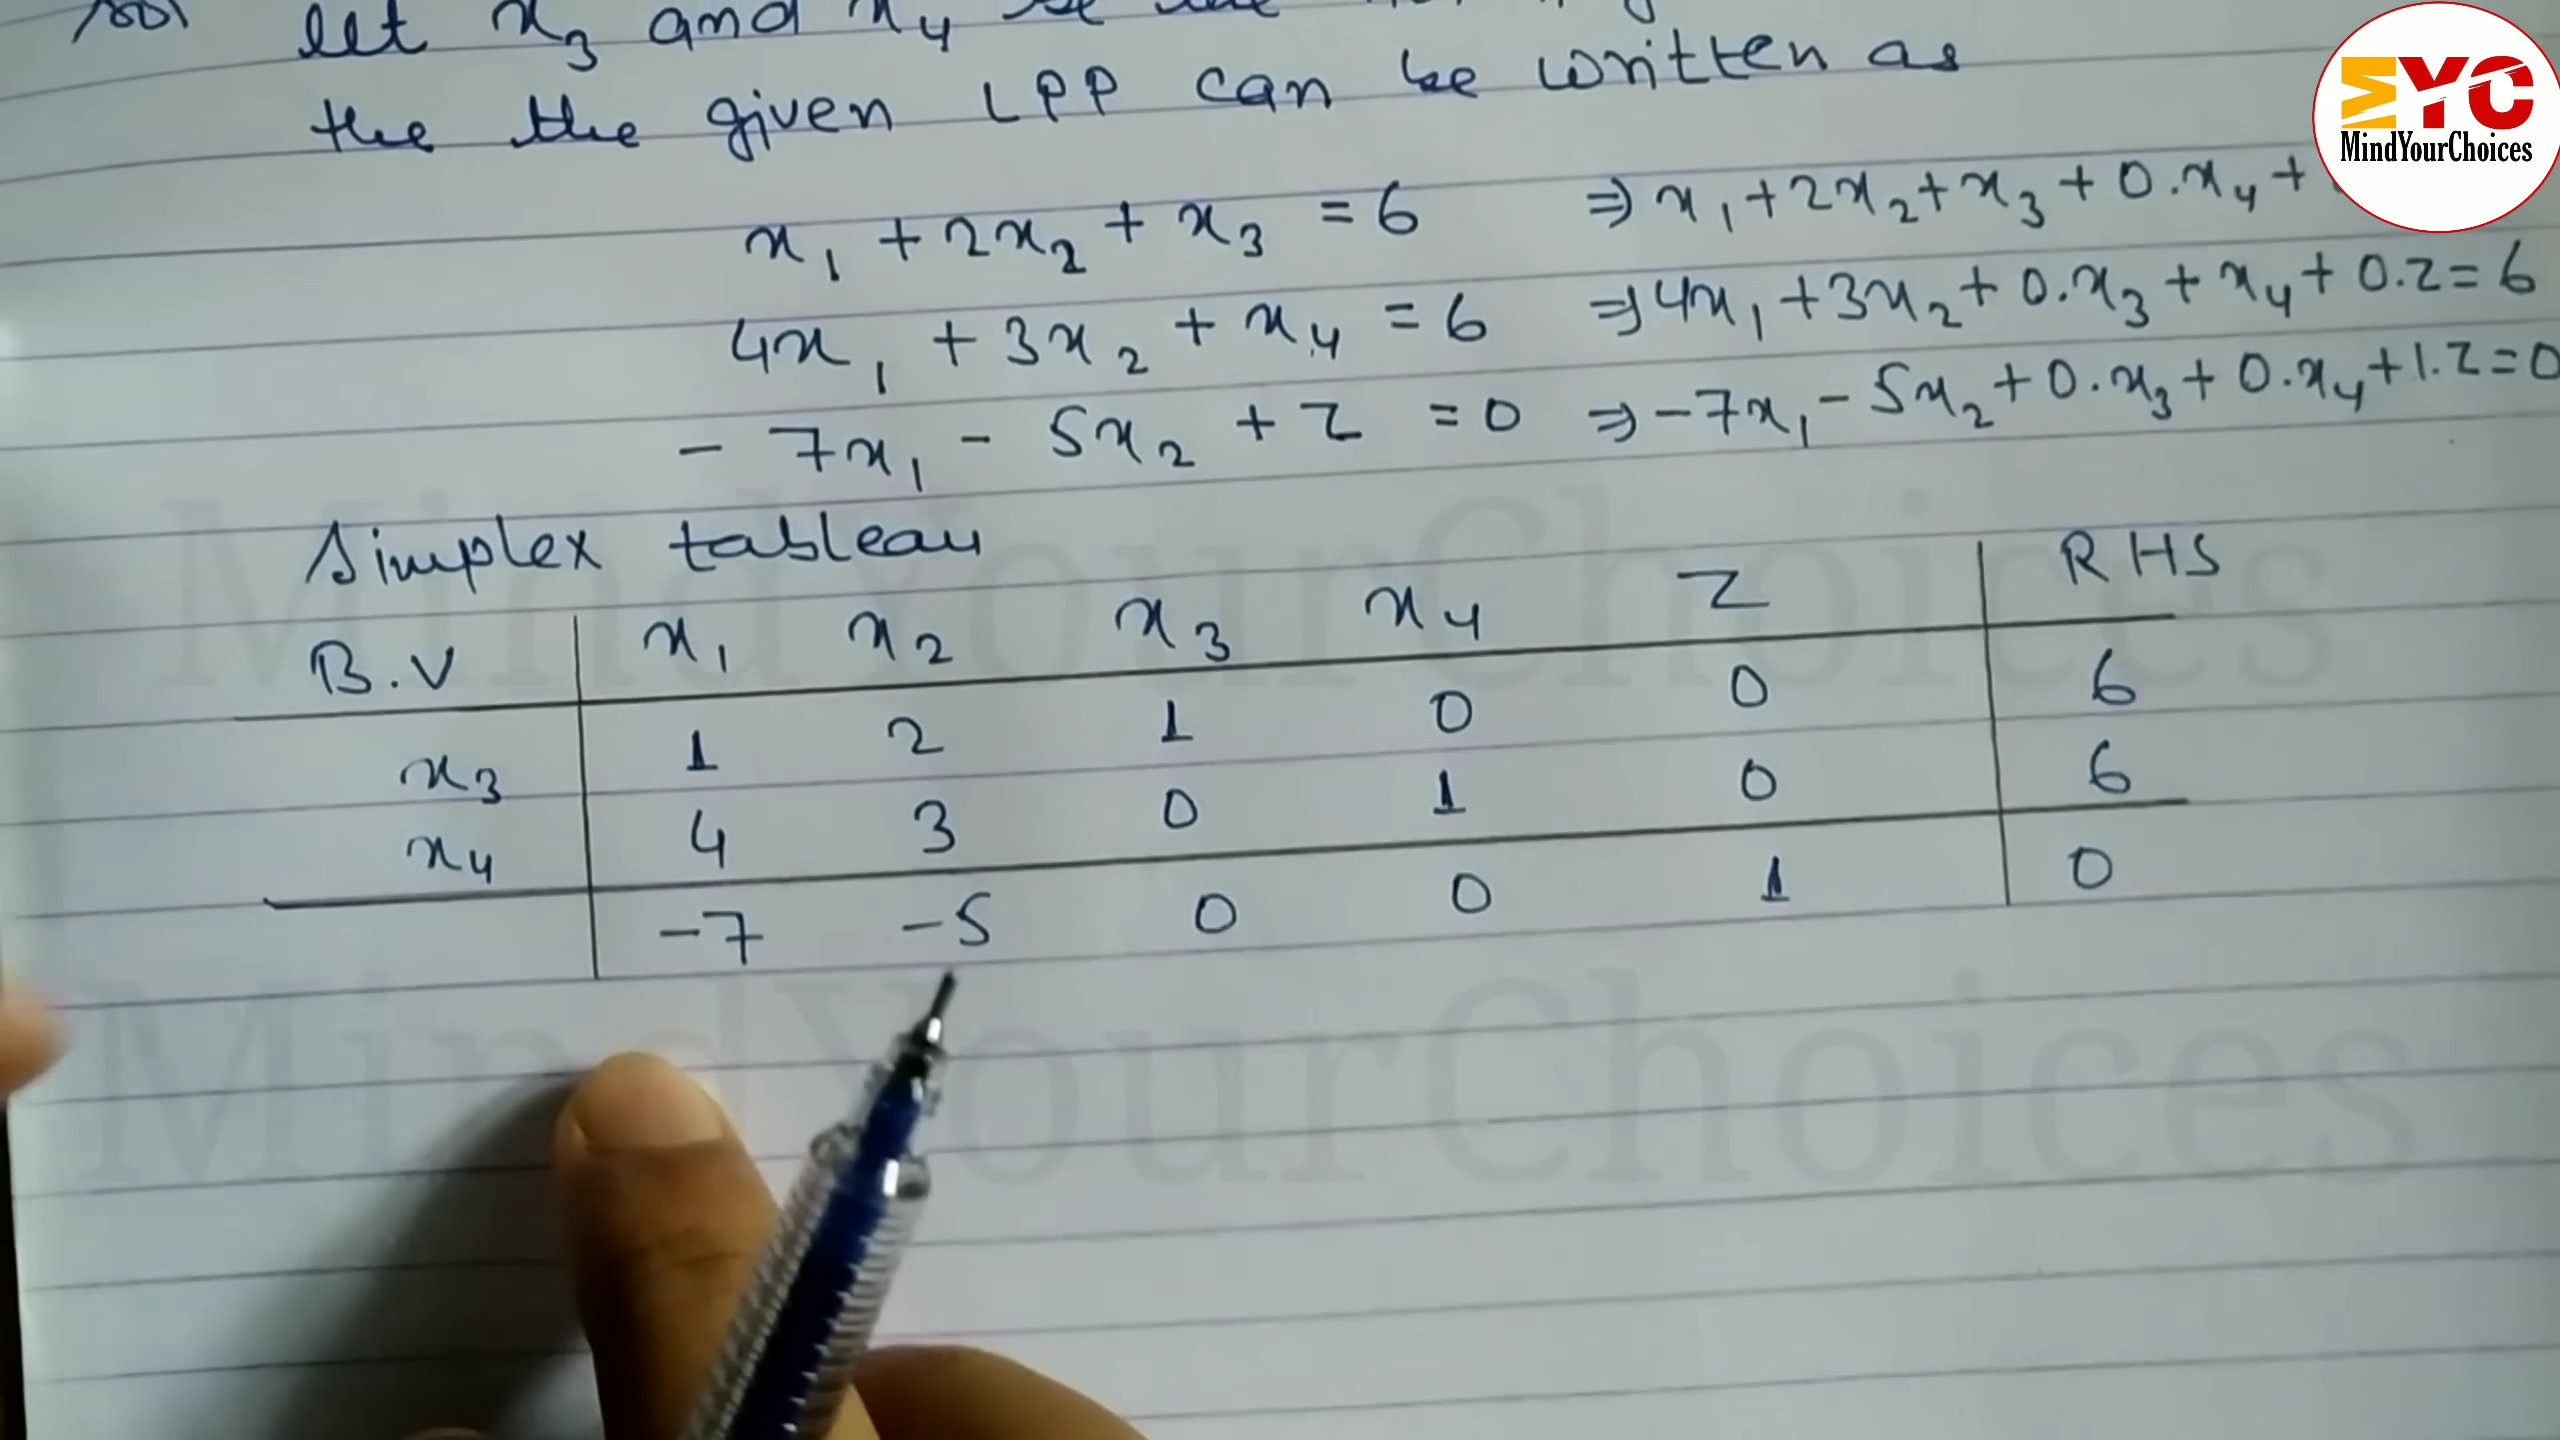 Sol let x3 and x4 be the
the the given LPP can be written as
x1 + 2x2 + x3 = 6 ⇒ x1 + 2x2 + x3 + 0.x4 +
4x1 + 3x2 + x4 = 6 ⇒ 4x1 + 3x2 + 0.x3 + x4 + 0.z = 6
- 7x1 - 5x2 + z = 0 ⇒ -7x1 - 5x2 + 0.x3 + 0.x4 + 1.z = 0
Simplex tableau
B.V x1 x2 x3 x4 Z RHS
x3 1 2 1 0 0 6
x4 4 3 0 1 0 6
-7 -5 0 0 1 0
MYC
MindYourChoices
MindYourChoices
MindYourChoices